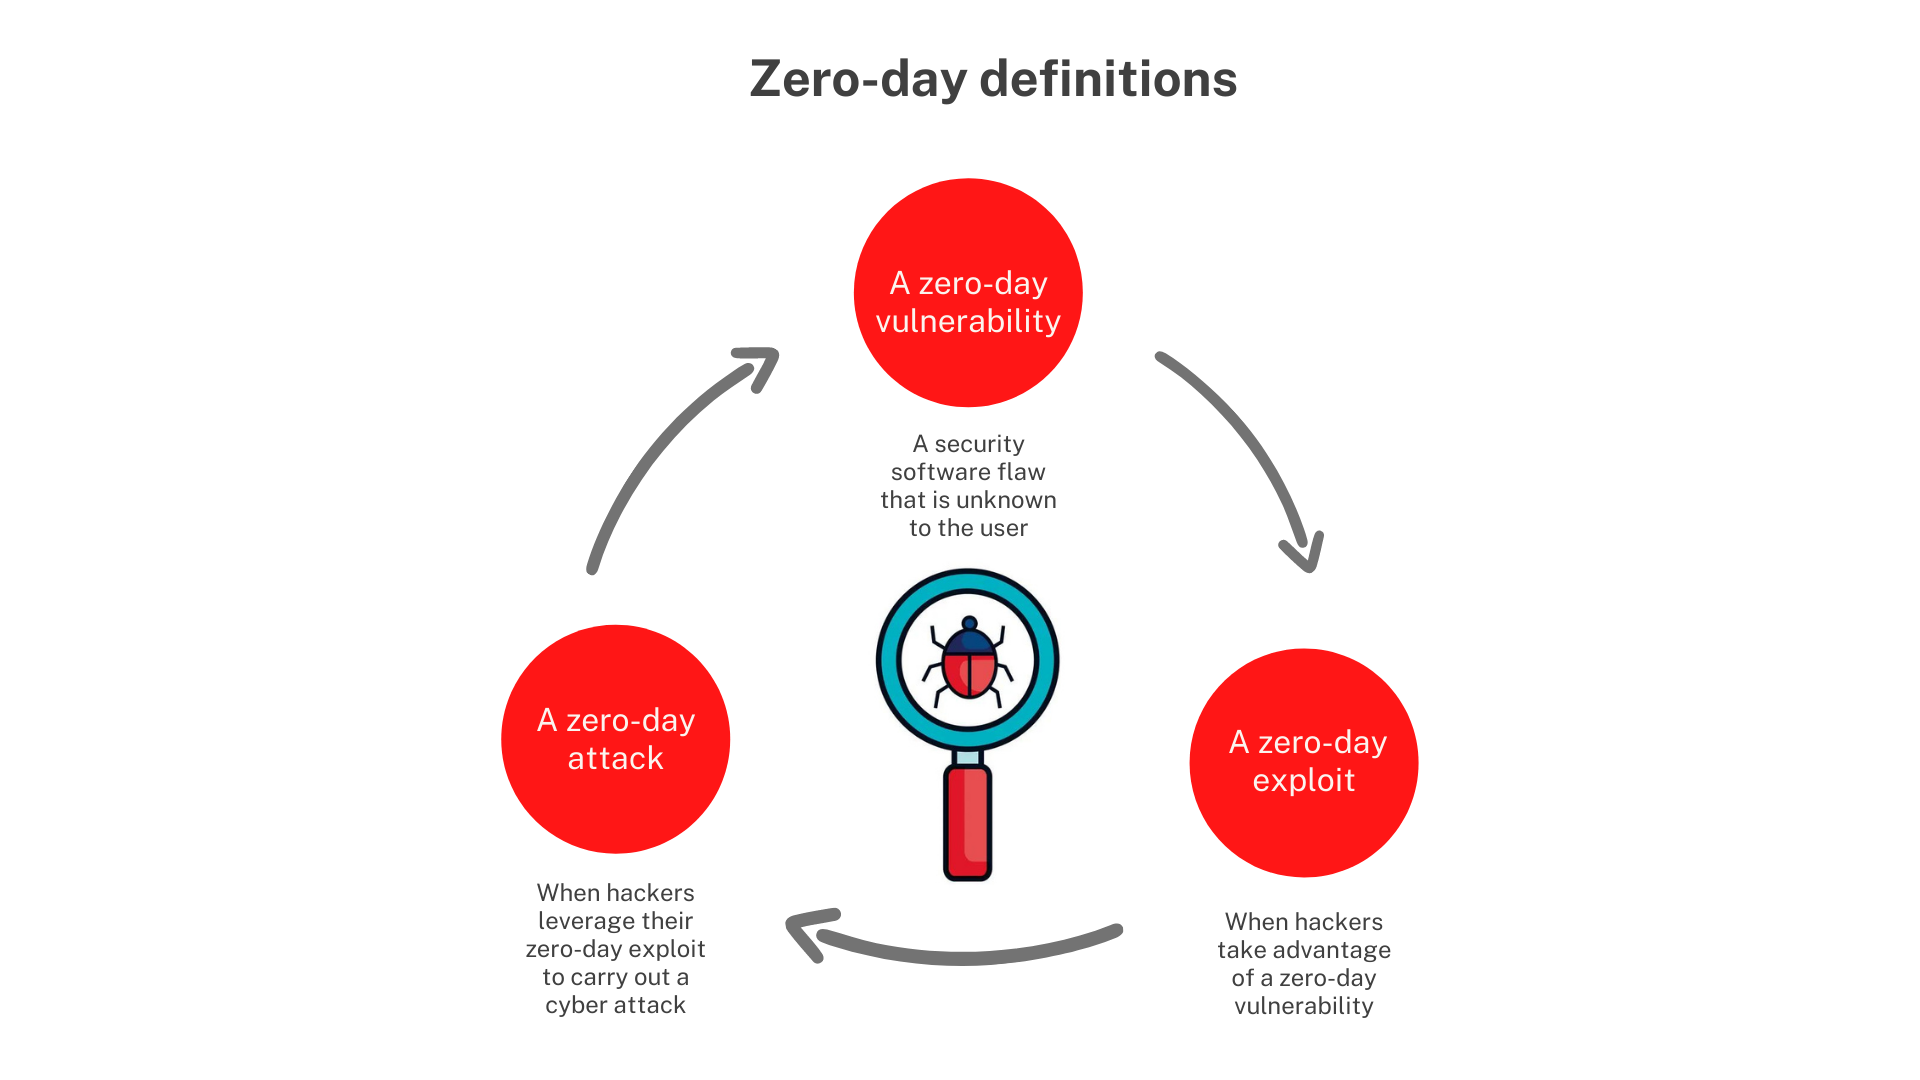 Zero-day definitions
A zero-day
vulnerability
A security
software flaw
that is unknown
to the user
A zero-day
exploit
When hackers
take advantage
of a zero-day
vulnerability
A zero-day
attack
When hackers
leverage their
zero-day exploit
to carry out a
cyber attack